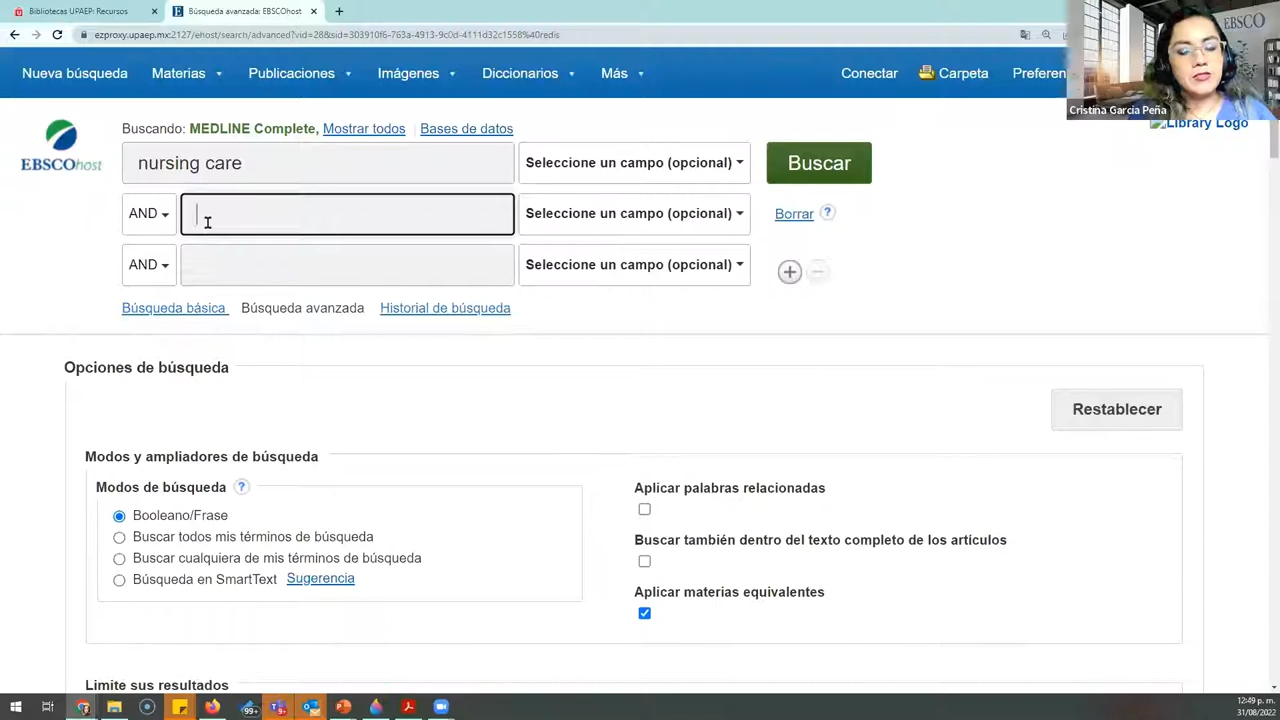 Bibliotecas UPAEP: Recursos
Búsqueda avanzada: EBSCOhost
ezproxy.upaep.mx:2127/ehost/search/advanced?vid=28&sid=303910f6-763a-4913-9c0d-4111d32c1558%40redis
EBSCO
Nueva búsqueda Materias Publicaciones Imágenes Diccionarios Más Conectar Carpeta Preferen
Cristina Garcia Peña
Library Logo
Buscando: MEDLINE Complete, Mostrar todos Bases de datos
EBSCOhost
nursing care Seleccione un campo (opcional) Buscar
AND Seleccione un campo (opcional) Borrar ?
AND Seleccione un campo (opcional)
Búsqueda básica Búsqueda avanzada Historial de búsqueda
Opciones de búsqueda
Restablecer
Modos y ampliadores de búsqueda
Modos de búsqueda ?
Booleano/Frase
Buscar todos mis términos de búsqueda
Buscar cualquiera de mis términos de búsqueda
Búsqueda en SmartText Sugerencia
Aplicar palabras relacionadas
Buscar también dentro del texto completo de los artículos
Aplicar materias equivalentes
Limite sus resultados
99+
12:49 p. m.
31/08/2022